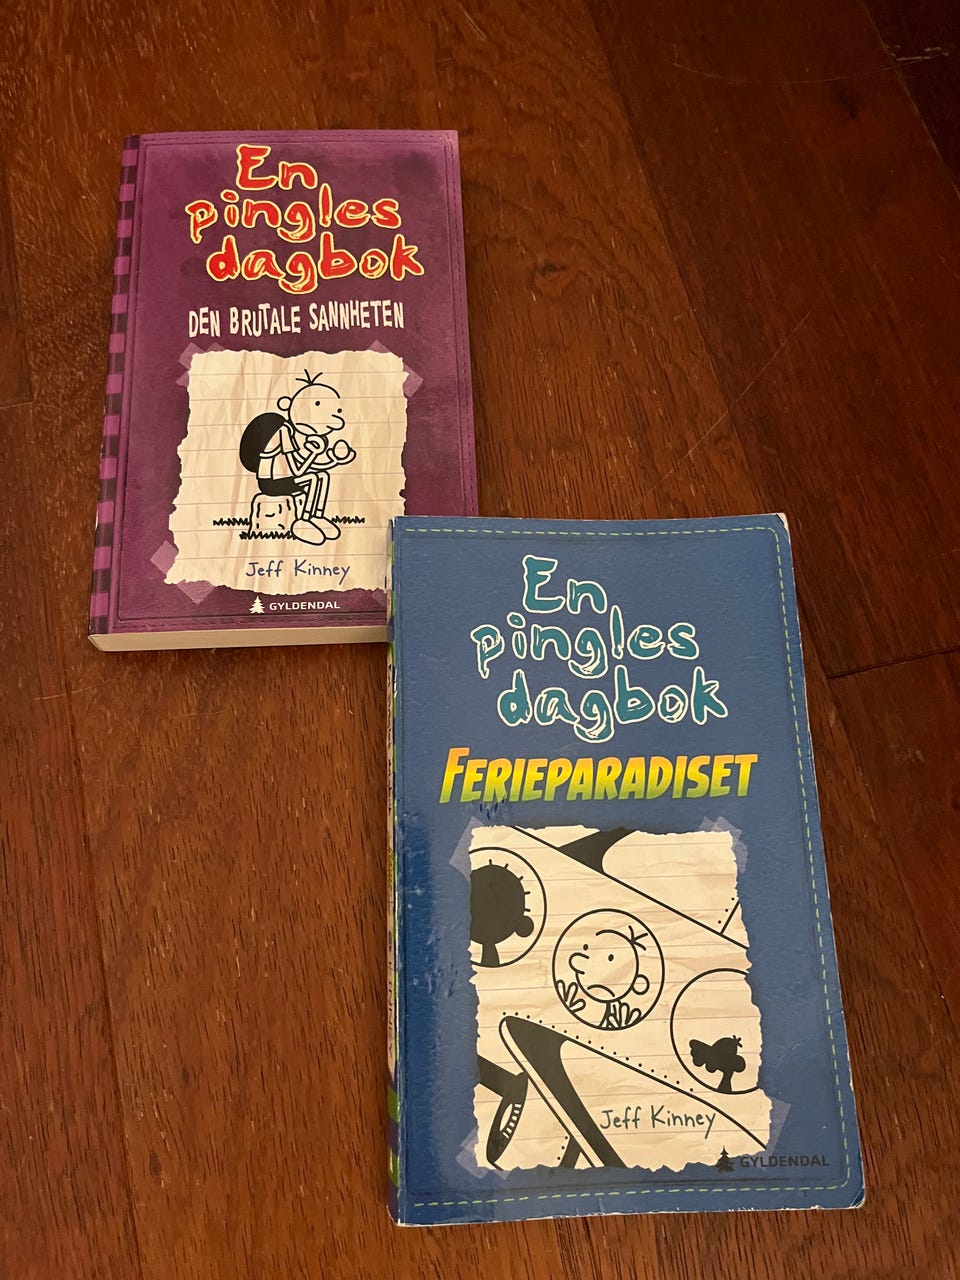 En
pingles
dagbok
DEN BRUTALE SANNHETEN
Jeff Kinney
GYLDENDAL
En
pingles
dagbok
FERIEPARADISET
Jeff Kinney
GYLDENDAL